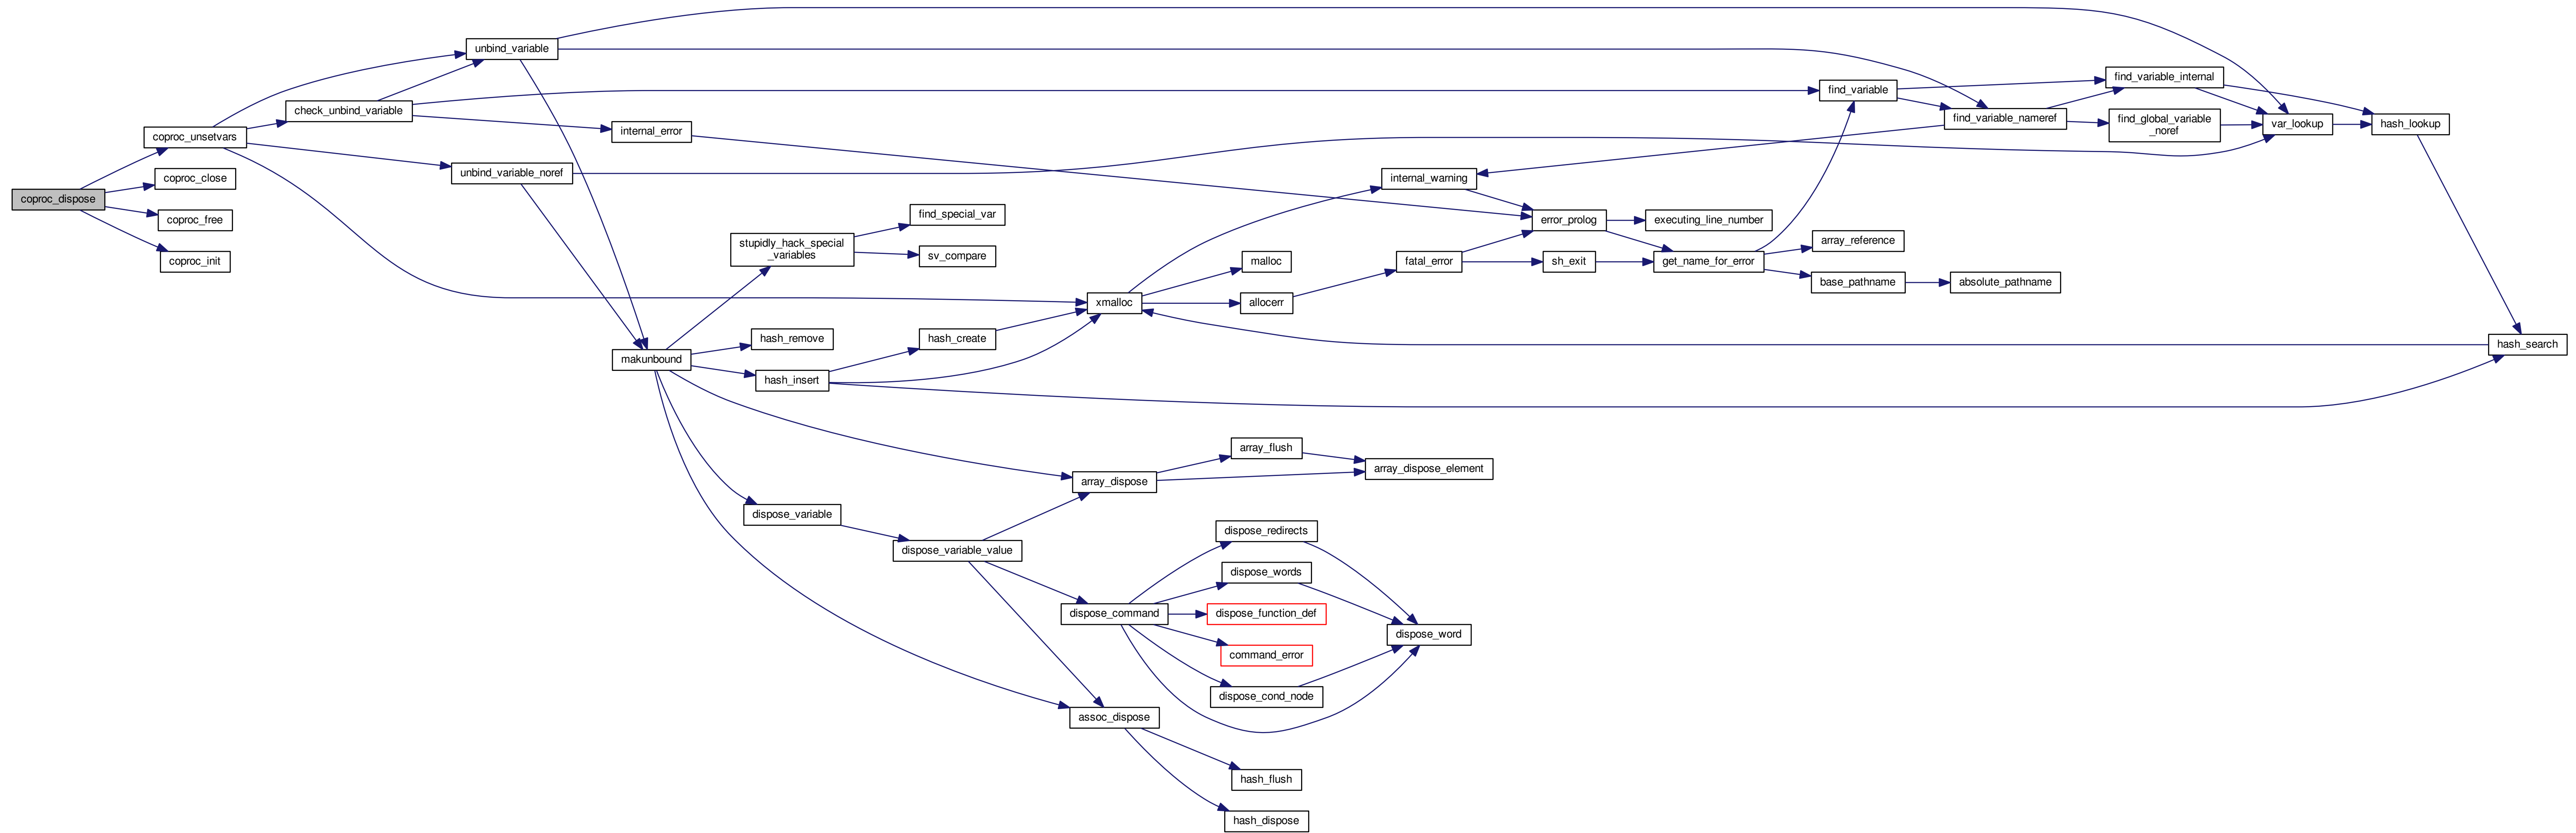 unbind_variable
find_variable_internal
find_variable
check_unbind_variable
find_variable_nameref
find_global_variable
_noref
var_lookup
hash_lookup
internal_error
coproc_unsetvars
unbind_variable_noref
internal_warning
coproc_close
coproc_dispose
coproc_free
coproc_init
find_special_var
stupidly_hack_special
_variables
sv_compare
error_prolog
executing_line_number
array_reference
malloc
fatal_error
sh_exit
get_name_for_error
base_pathname
absolute_pathname
xmalloc
allocerr
hash_remove
hash_create
hash_search
makunbound
hash_insert
array_flush
array_dispose_element
array_dispose
dispose_variable
dispose_redirects
dispose_variable_value
dispose_words
dispose_command
dispose_function_def
dispose_word
command_error
dispose_cond_node
assoc_dispose
hash_flush
hash_dispose